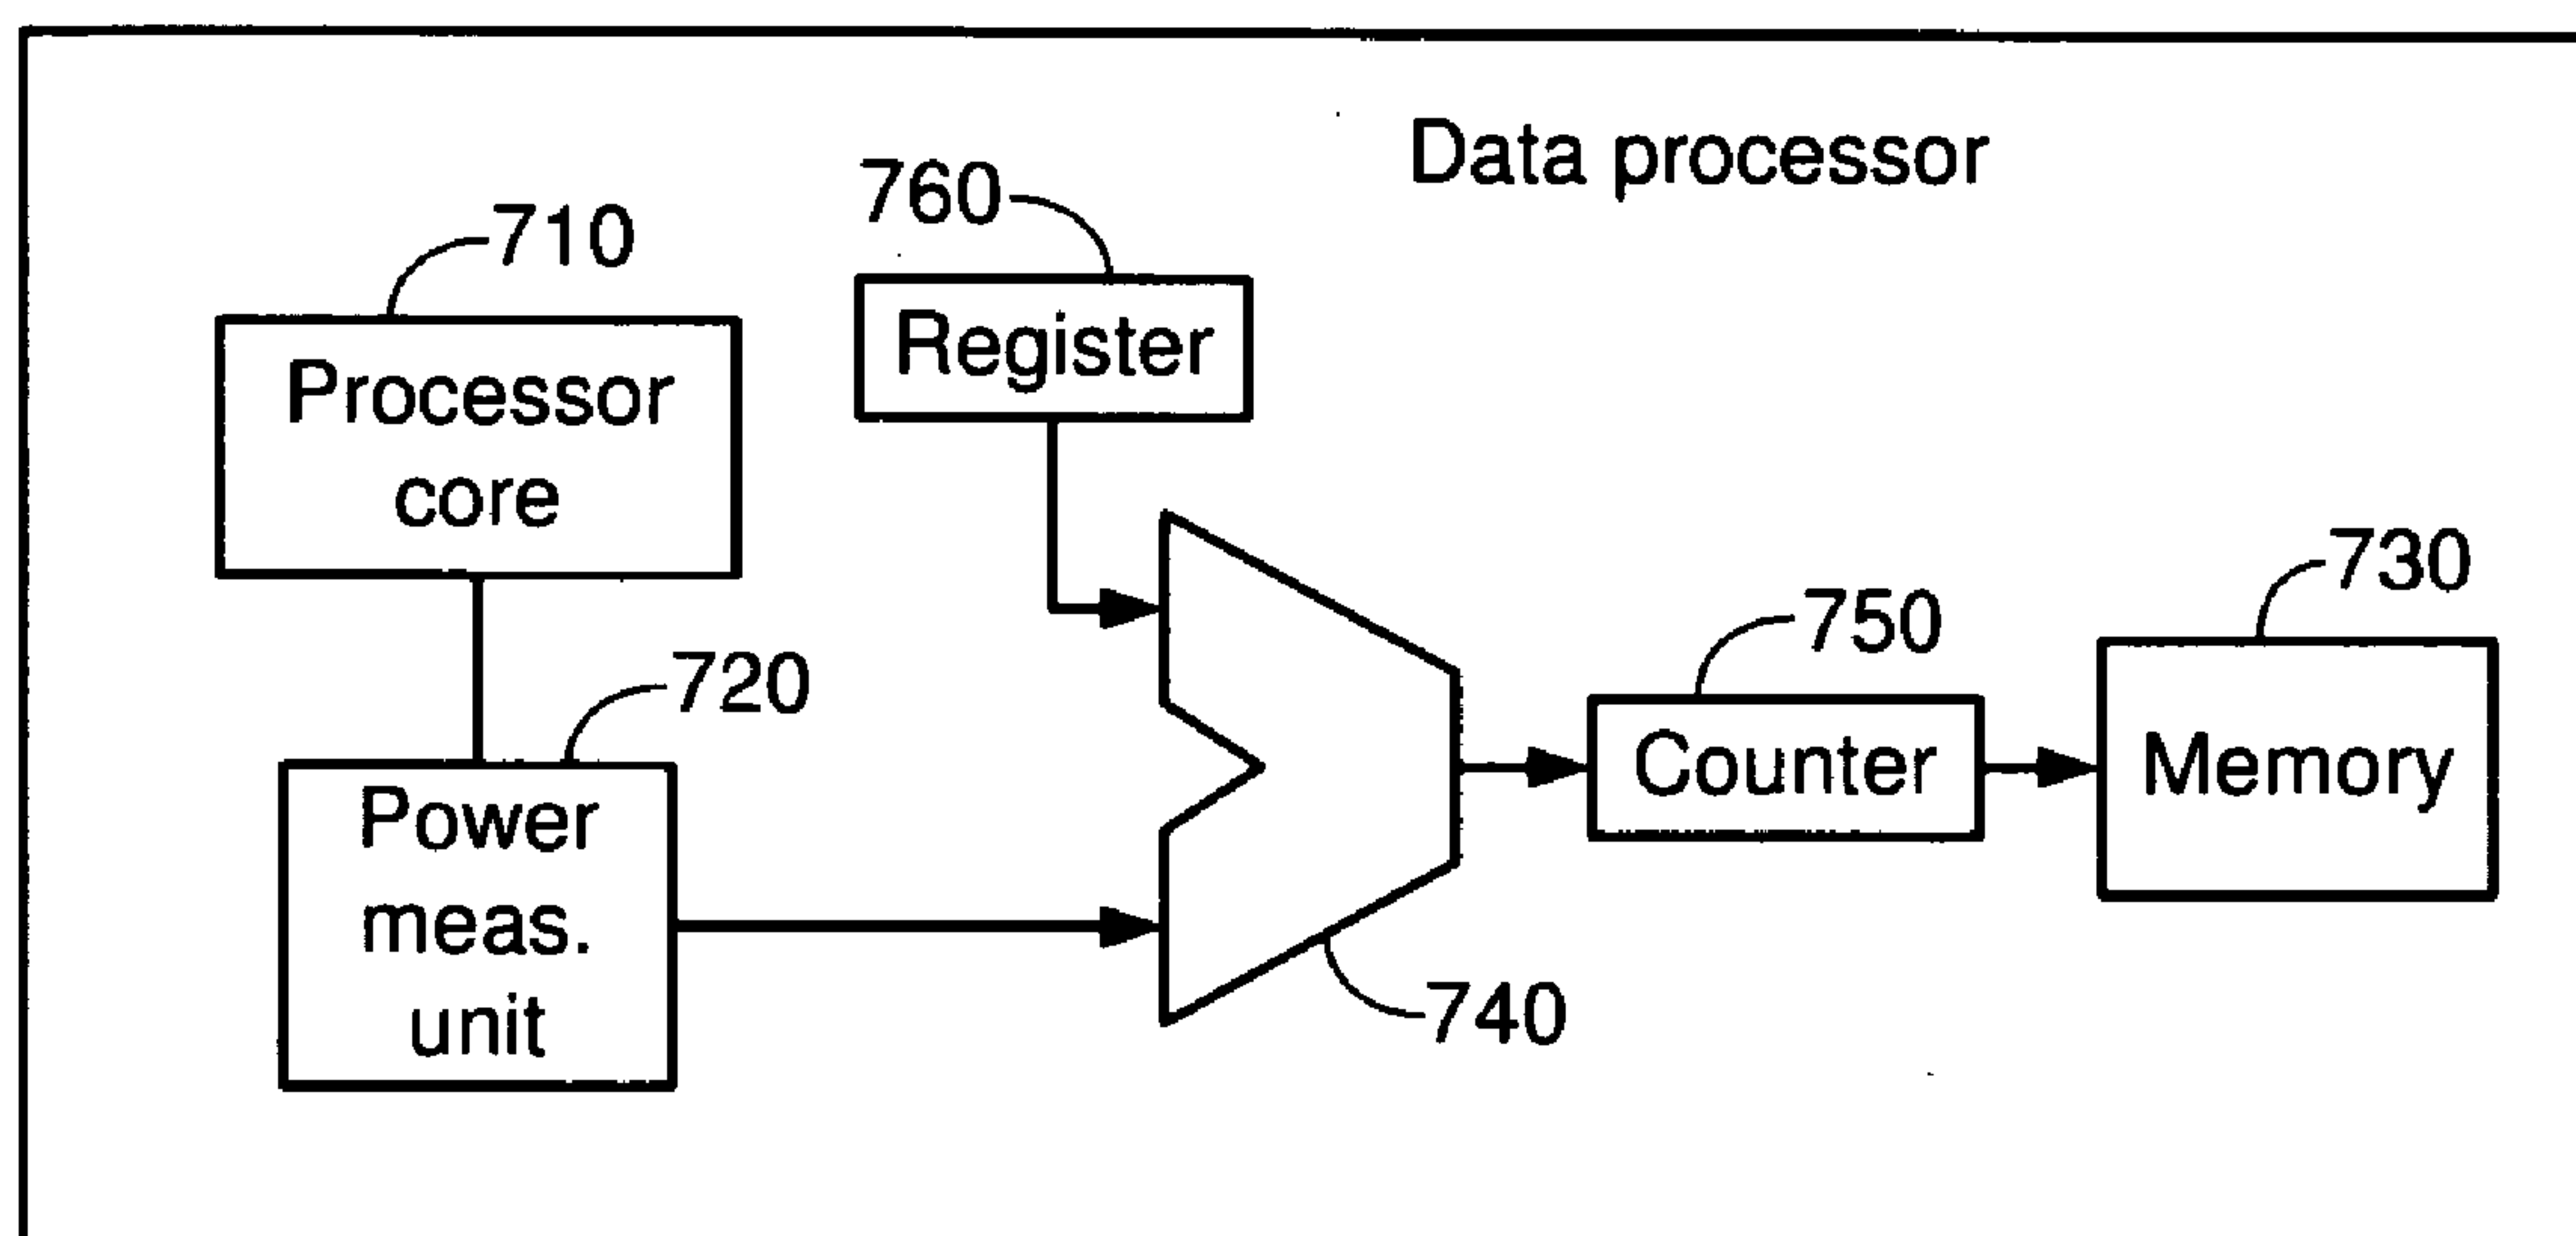 Data processor
760
710
Register
Processor
core
730
750
720
Counter
Memory
Power
meas.
unit
740